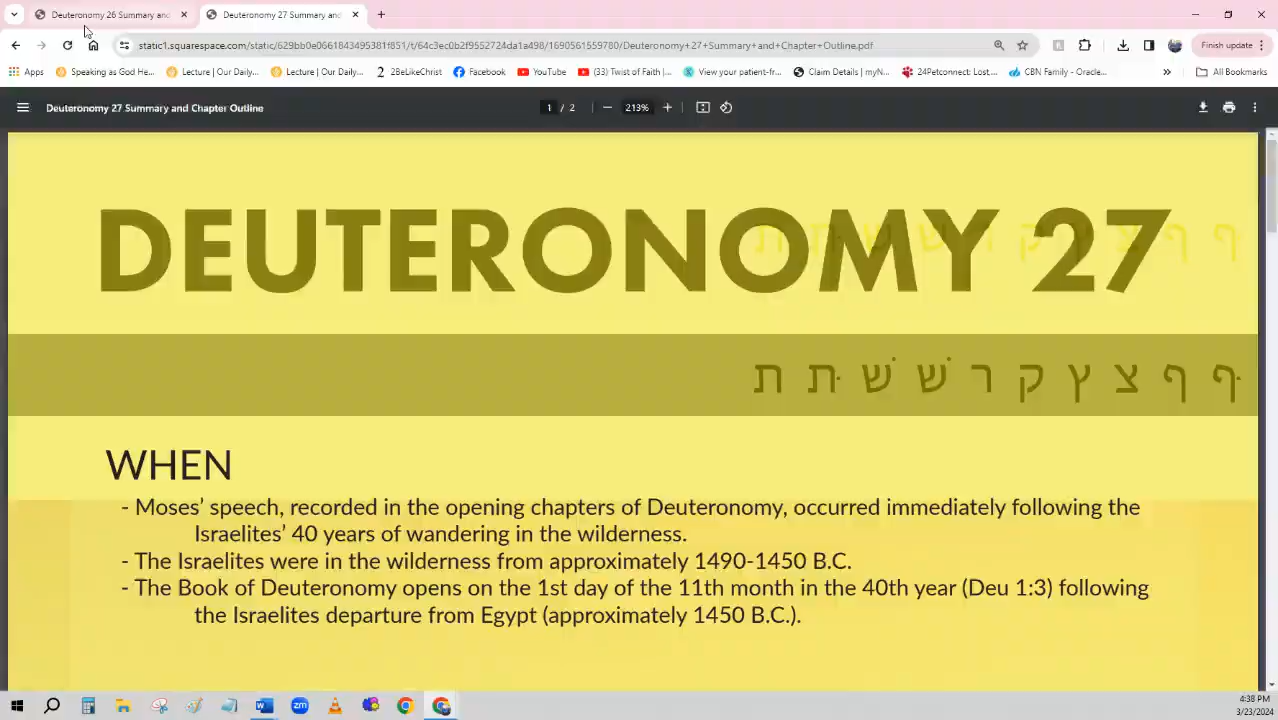 Deuteronomy 26 Summary and
Deuteronomy 27 Summary and
static1.squarespace.com/static/629bb0e0661843f953f0f851/t/64c3ec0b2f9552724da1a498/1690561559780/Deuteronomy+27+Summary+and+Chapter+Outline.pdf
Finish update
Apps
Speaking as God He...
Lecture | Our Daily...
Lecture | Our Daily...
2BeLikeChrist
Facebook
YouTube
(33) Twist of Faith |...
View your patient-fr...
Claim Details | myN...
24Petconnect: Lost...
CBN Family - Oracle...
»
All Bookmarks
Deuteronomy 27 Summary and Chapter Outline
1 / 2
213%
DEUTERONOMY 27
ף ף צ ץ ק ר שׁ שׁ תּ ת
WHEN
- Moses’ speech, recorded in the opening chapters of Deuteronomy, occurred immediately following the
Israelites’ 40 years of wandering in the wilderness.
- The Israelites were in the wilderness from approximately 1490-1450 B.C.
- The Book of Deuteronomy opens on the 1st day of the 11th month in the 40th year (Deu 1:3) following
the Israelites departure from Egypt (approximately 1450 B.C.).
zm
4:38 PM
3/23/2024